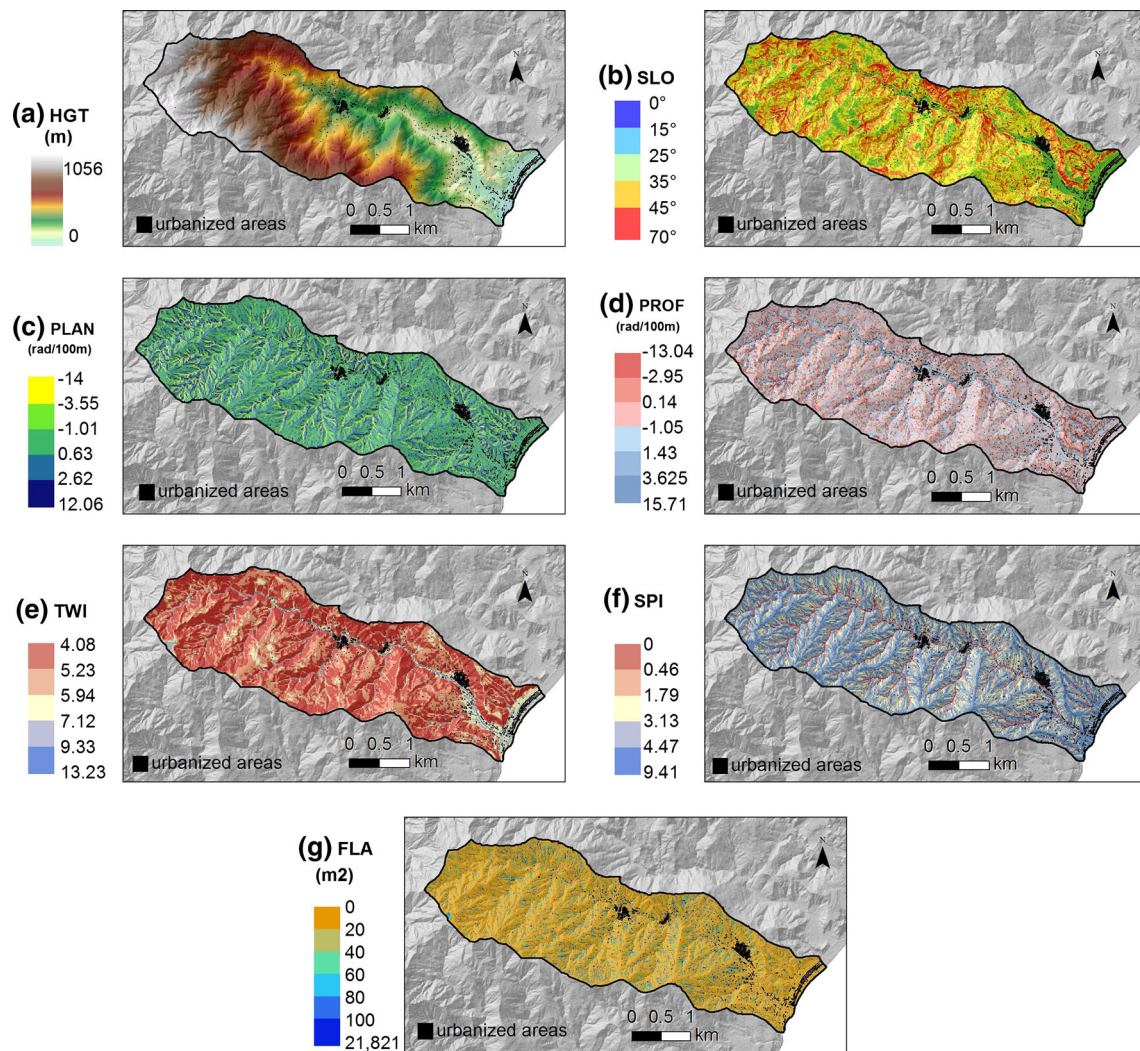 (a) HGT
(m)
1056
0
N
urbanized areas
0 0.5 1
km
(b) SLO
0°
15°
25°
35°
45°
70°
N
urbanized areas
0 0.5 1
km
(c) PLAN
(rad/100m)
-14
-3.55
-1.01
0.63
2.62
12.06
N
urbanized areas
0 0.5 1
km
(d) PROF
(rad/100m)
-13.04
-2.95
0.14
-1.05
1.43
3.625
15.71
N
urbanized areas
0 0.5 1
km
(e) TWI
4.08
5.23
5.94
7.12
9.33
13.23
N
urbanized areas
0 0.5 1
km
(f) SPI
0
0.46
1.79
3.13
4.47
9.41
N
urbanized areas
0 0.5 1
km
(g) FLA
(m2)
0
20
40
60
80
100
21,821
N
urbanized areas
0 0.5 1
km